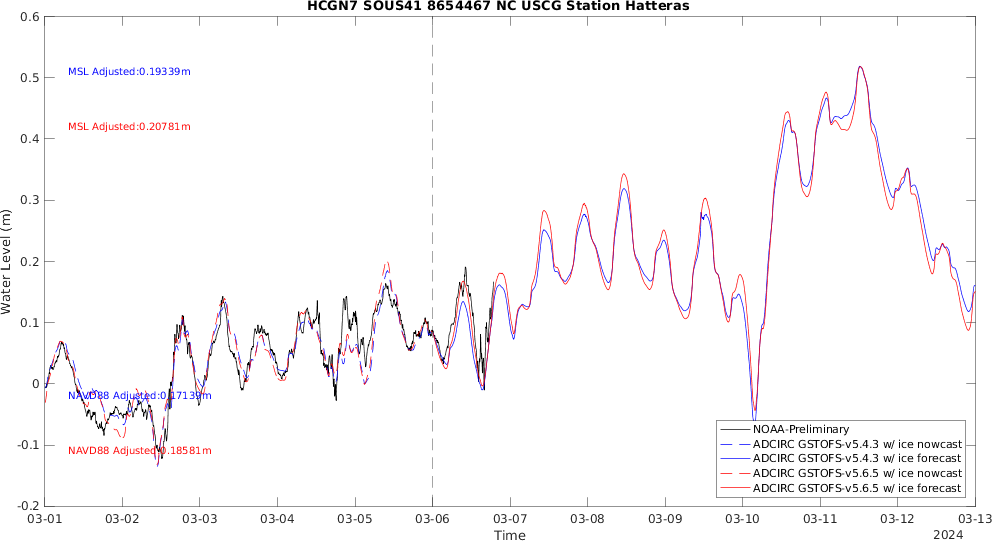 HCGN7 SOUS41 8654467 NC USCG Station Hatteras
0.6
0.5
0.4
0.3
0.2
0.1
0
-0.1
-0.2
Water Level (m)
MSL Adjusted:0.19339m
MSL Adjusted:0.20781m
NAVD88 Adjusted:0.17139m
NAVD88 Adjusted:0.18581m
NOAA-Preliminary
ADCIRC GSTOFS-v5.4.3 w/ ice nowcast
ADCIRC GSTOFS-v5.4.3 w/ ice forecast
ADCIRC GSTOFS-v5.6.5 w/ ice nowcast
ADCIRC GSTOFS-v5.6.5 w/ ice forecast
03-01 03-02 03-03 03-04 03-05 03-06 03-07 03-08 03-09 03-10 03-11 03-12 03-13
Time
2024